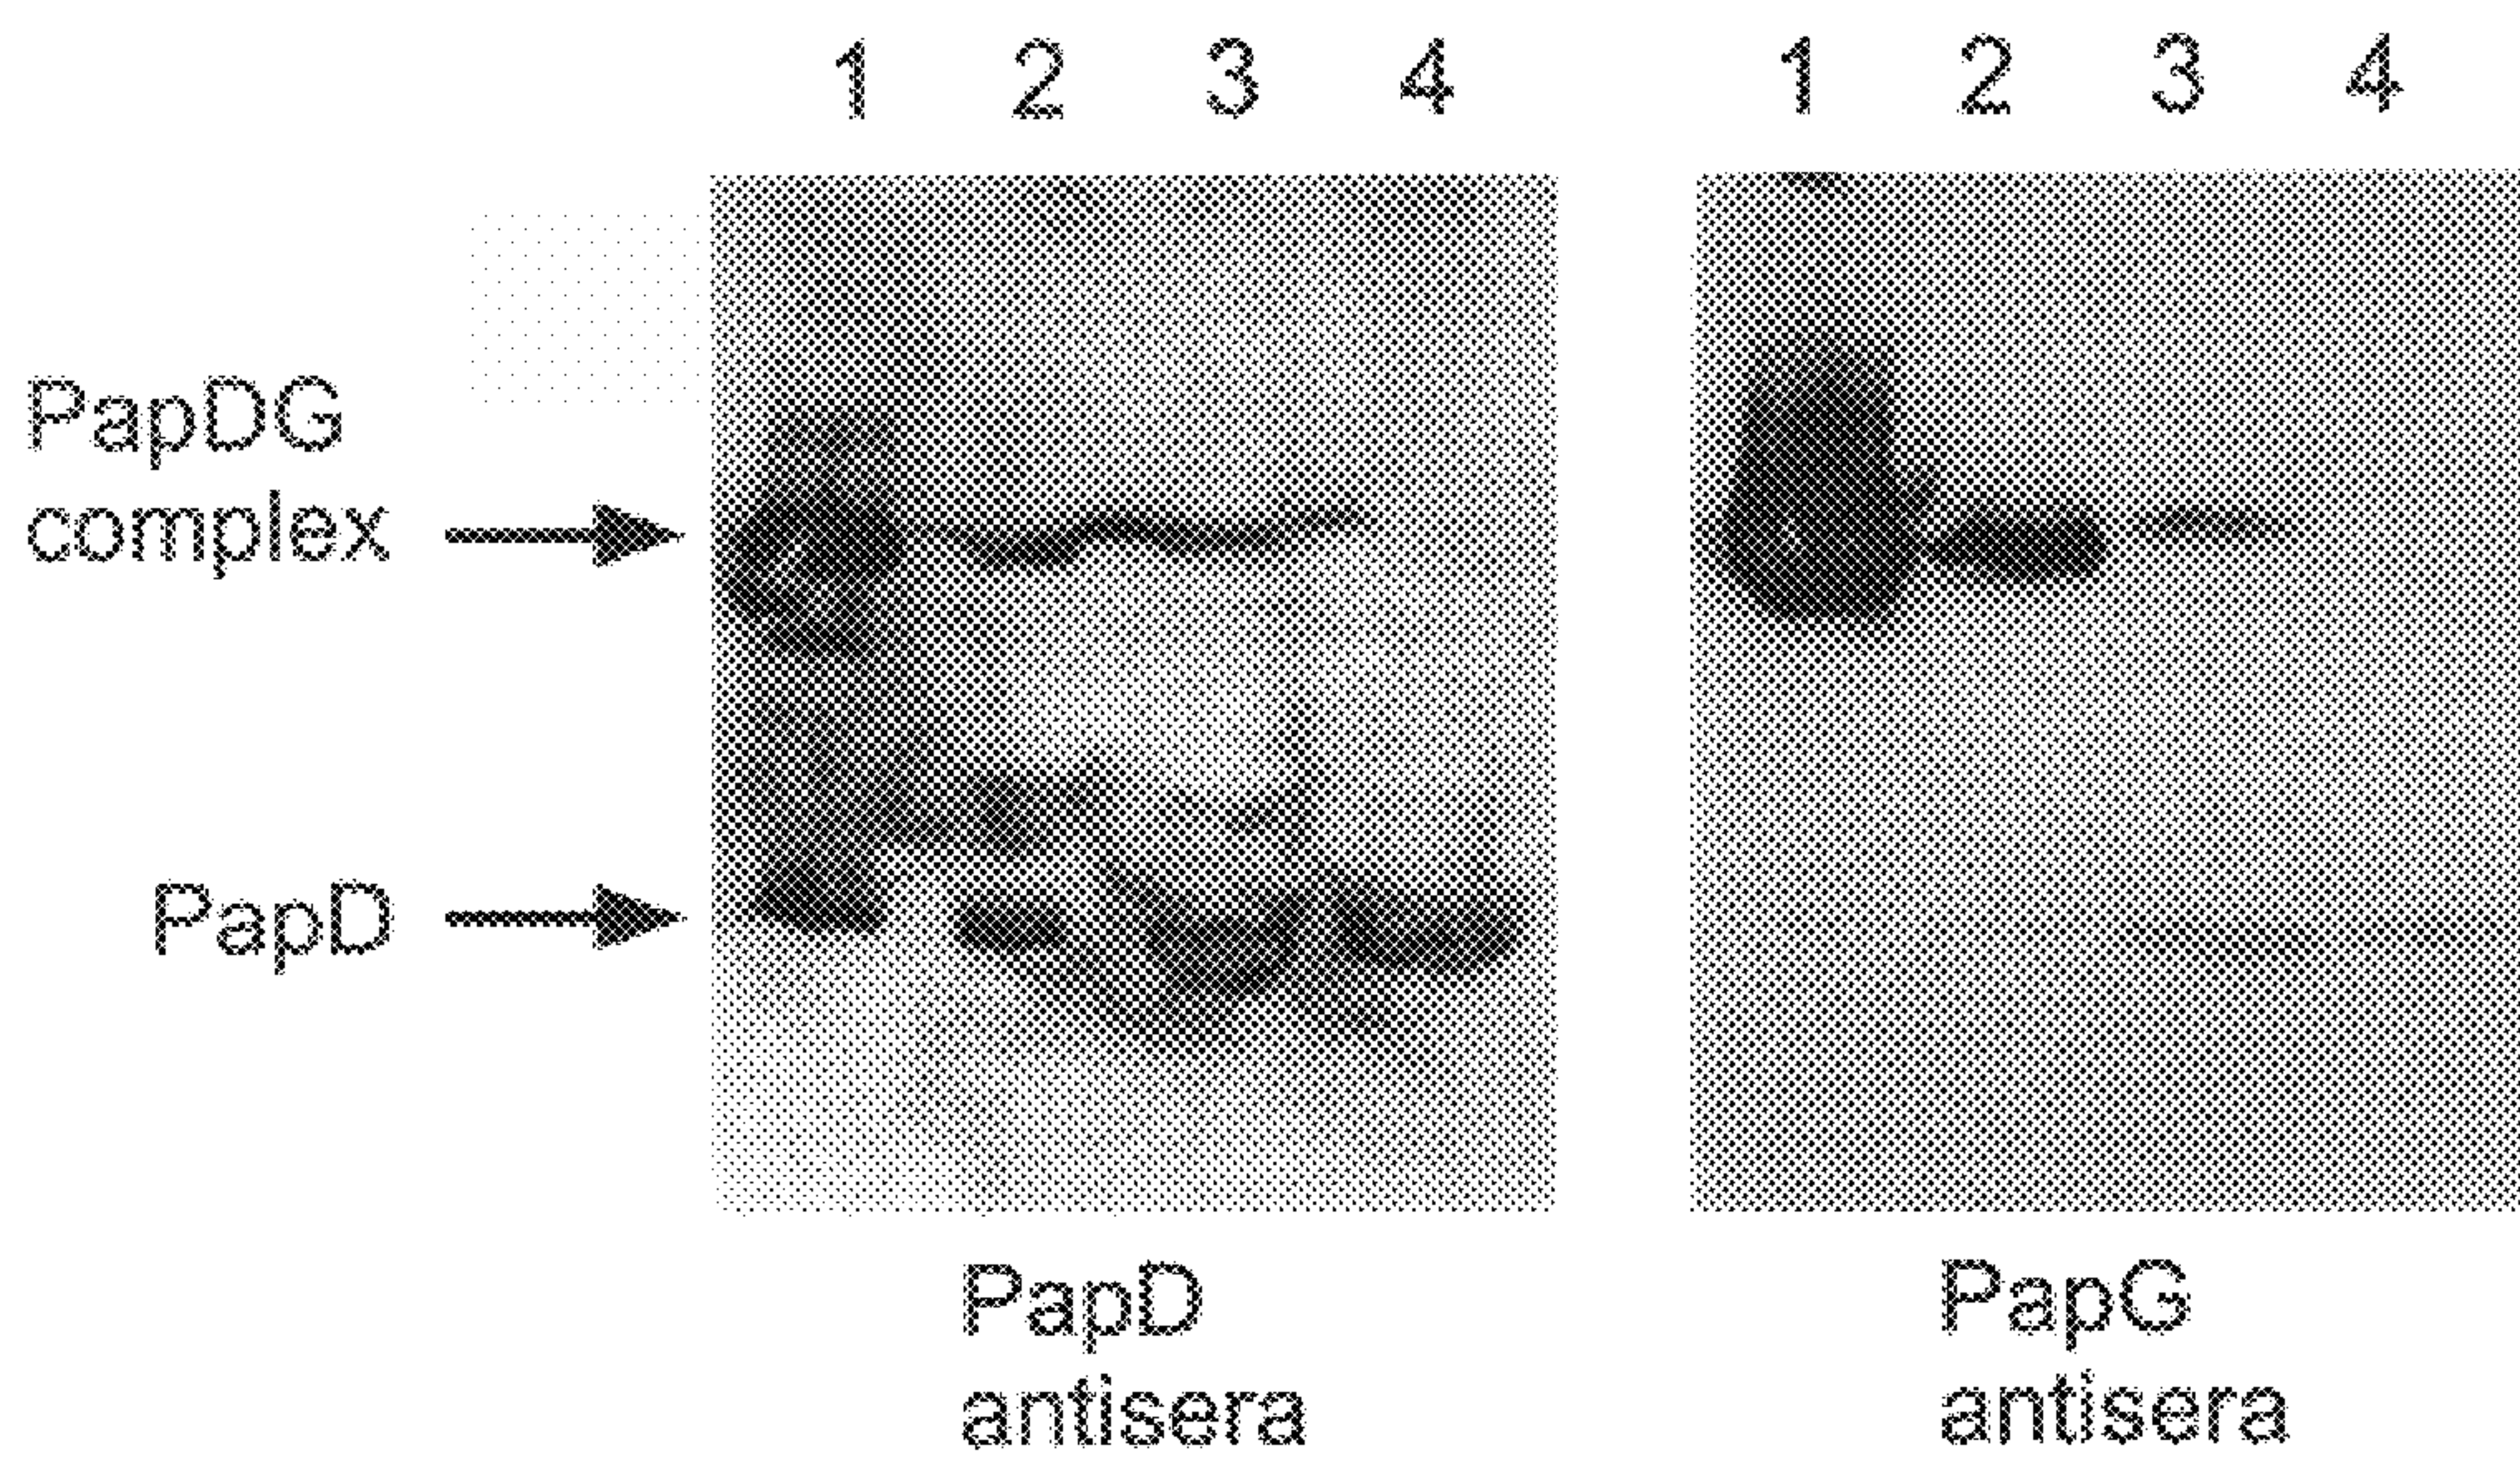 1 2 3 4 1 2 3 4
PapDG
complex
PapD
PapD
antisera
PapG
antisera